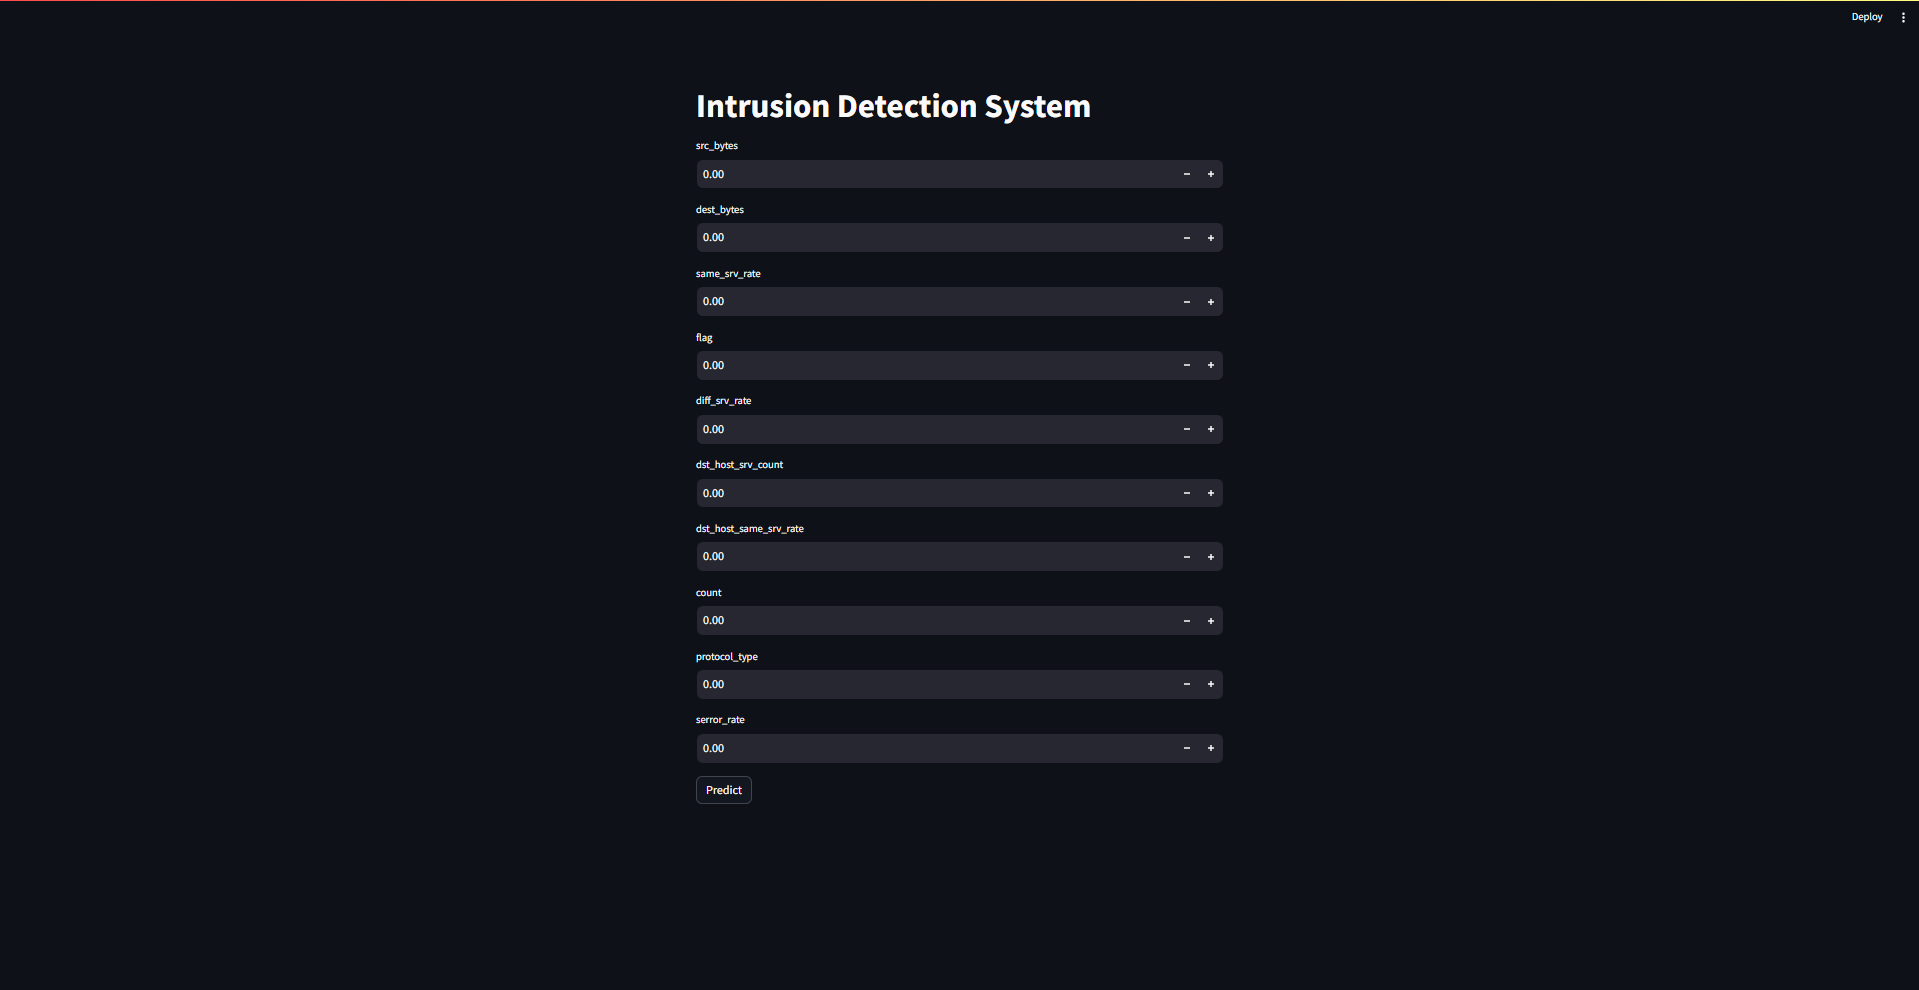 Deploy
Intrusion Detection System
src_bytes
0.00
dest_bytes
0.00
same_srv_rate
0.00
flag
0.00
diff_srv_rate
0.00
dst_host_srv_count
0.00
dst_host_same_srv_rate
0.00
count
0.00
protocol_type
0.00
serror_rate
0.00
Predict